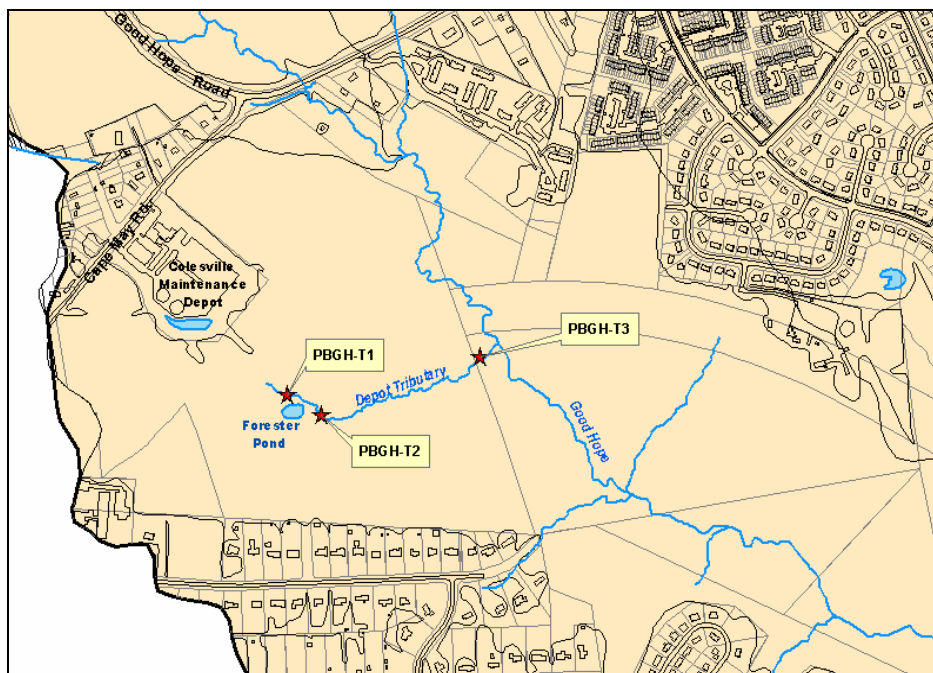 Good Hope Road
Cape May Rd.
Colesville
Maintenance
Depot
PBGH-T3
PBGH-T1
Depot Tributary
Forester
Pond
PBGH-T2
Good Hope